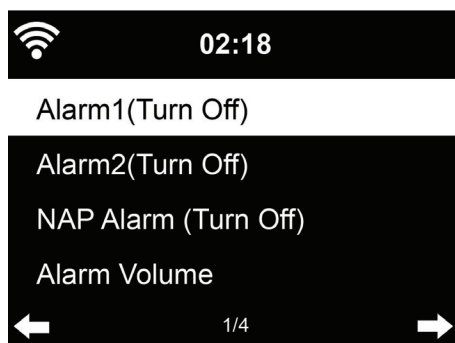 02:18
Alarm1(Turn Off)
Alarm2(Turn Off)
NAP Alarm (Turn Off)
Alarm Volume
1/4